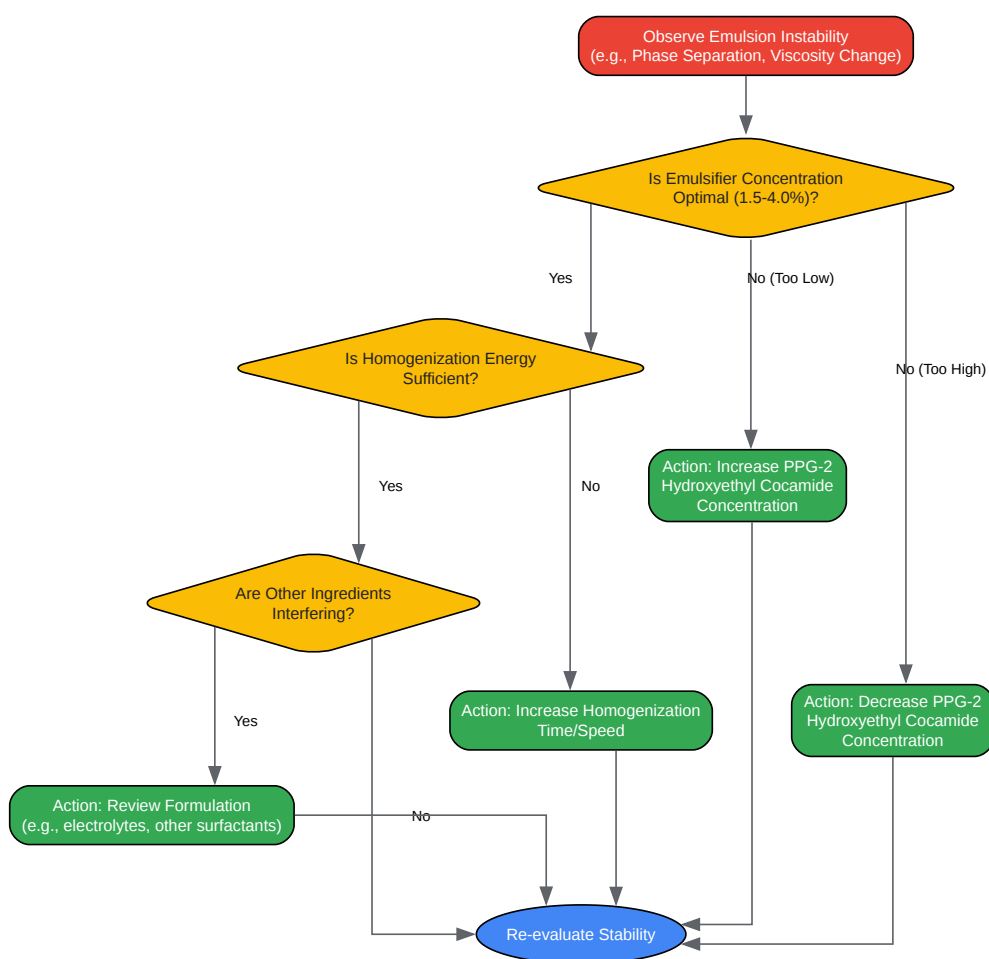 Observe Emulsion Instability
(e.g., Phase Separation, Viscosity Change)
Is Emulsifier Concentration
Optimal (1.5-4.0%)?
Yes
No (Too Low)
Is Homogenization Energy
Sufficient?
No (Too High)
Action: Increase PPG-2
Hydroxyethyl Cocamide
Concentration
Yes
No
Are Other Ingredients
Interfering?
Action: Increase Homogenization
Time/Speed
Action: Decrease PPG-2
Hydroxyethyl Cocamide
Concentration
Yes
Action: Review Formulation
(e.g., electrolytes, other surfactants)
No
Re-evaluate Stability